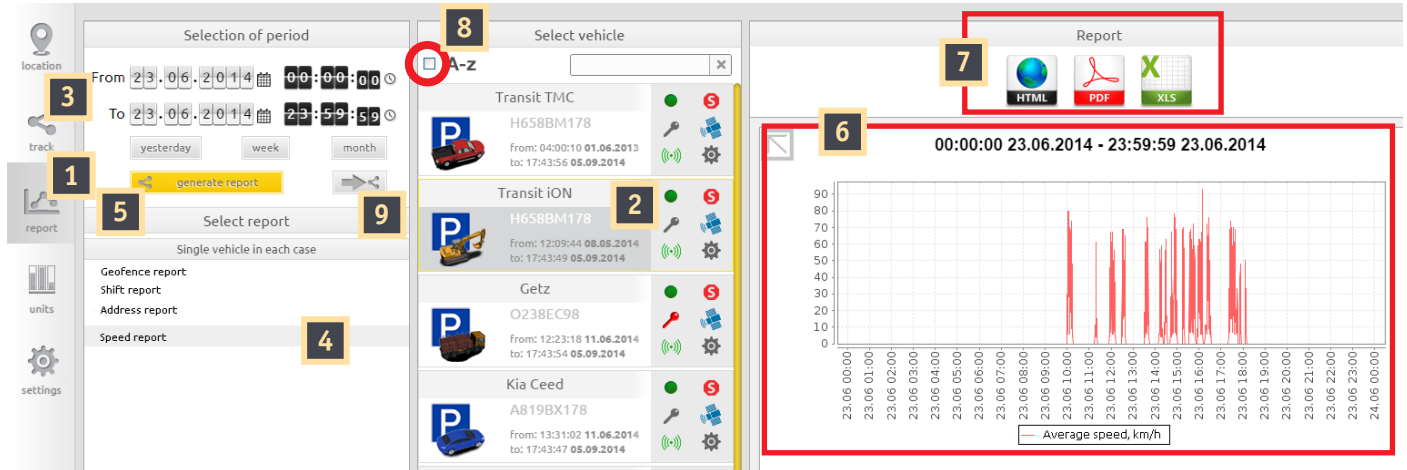 location
track
report
units
settings
1
Selection of period
3
From 23.06.2014 00:00:00
To 23.06.2014 23:59:59
yesterday week month
generate report
5
9
Select report
Single vehicle in each case
Geofence report
Shift report
Address report
Speed report
4
8
Select vehicle
A-z
Transit TMC
H658BM178
from: 04:00:10 01.06.2013
to: 17:43:56 05.09.2014
Transit iON
2
H658BM178
from: 12:09:44 08.05.2014
to: 17:43:49 05.09.2014
Getz
O238EC98
from: 12:23:18 11.06.2014
to: 17:43:54 05.09.2014
Kia Ceed
A819BX178
from: 13:31:02 11.06.2014
to: 17:43:47 05.09.2014
P
P
P
P
S
S
S
S
Report
7
HTML PDF XLS
X
6
00:00:00 23.06.2014 - 23:59:59 23.06.2014
90
80
70
60
50
40
30
20
10
0
23.06 00:00
23.06 01:00
23.06 02:00
23.06 03:00
23.06 04:00
23.06 05:00
23.06 06:00
23.06 07:00
23.06 08:00
23.06 09:00
23.06 10:00
23.06 11:00
23.06 12:00
23.06 13:00
23.06 14:00
23.06 15:00
23.06 16:00
23.06 17:00
23.06 18:00
23.06 19:00
23.06 20:00
23.06 21:00
23.06 22:00
23.06 23:00
24.06 00:00
Average speed, km/h